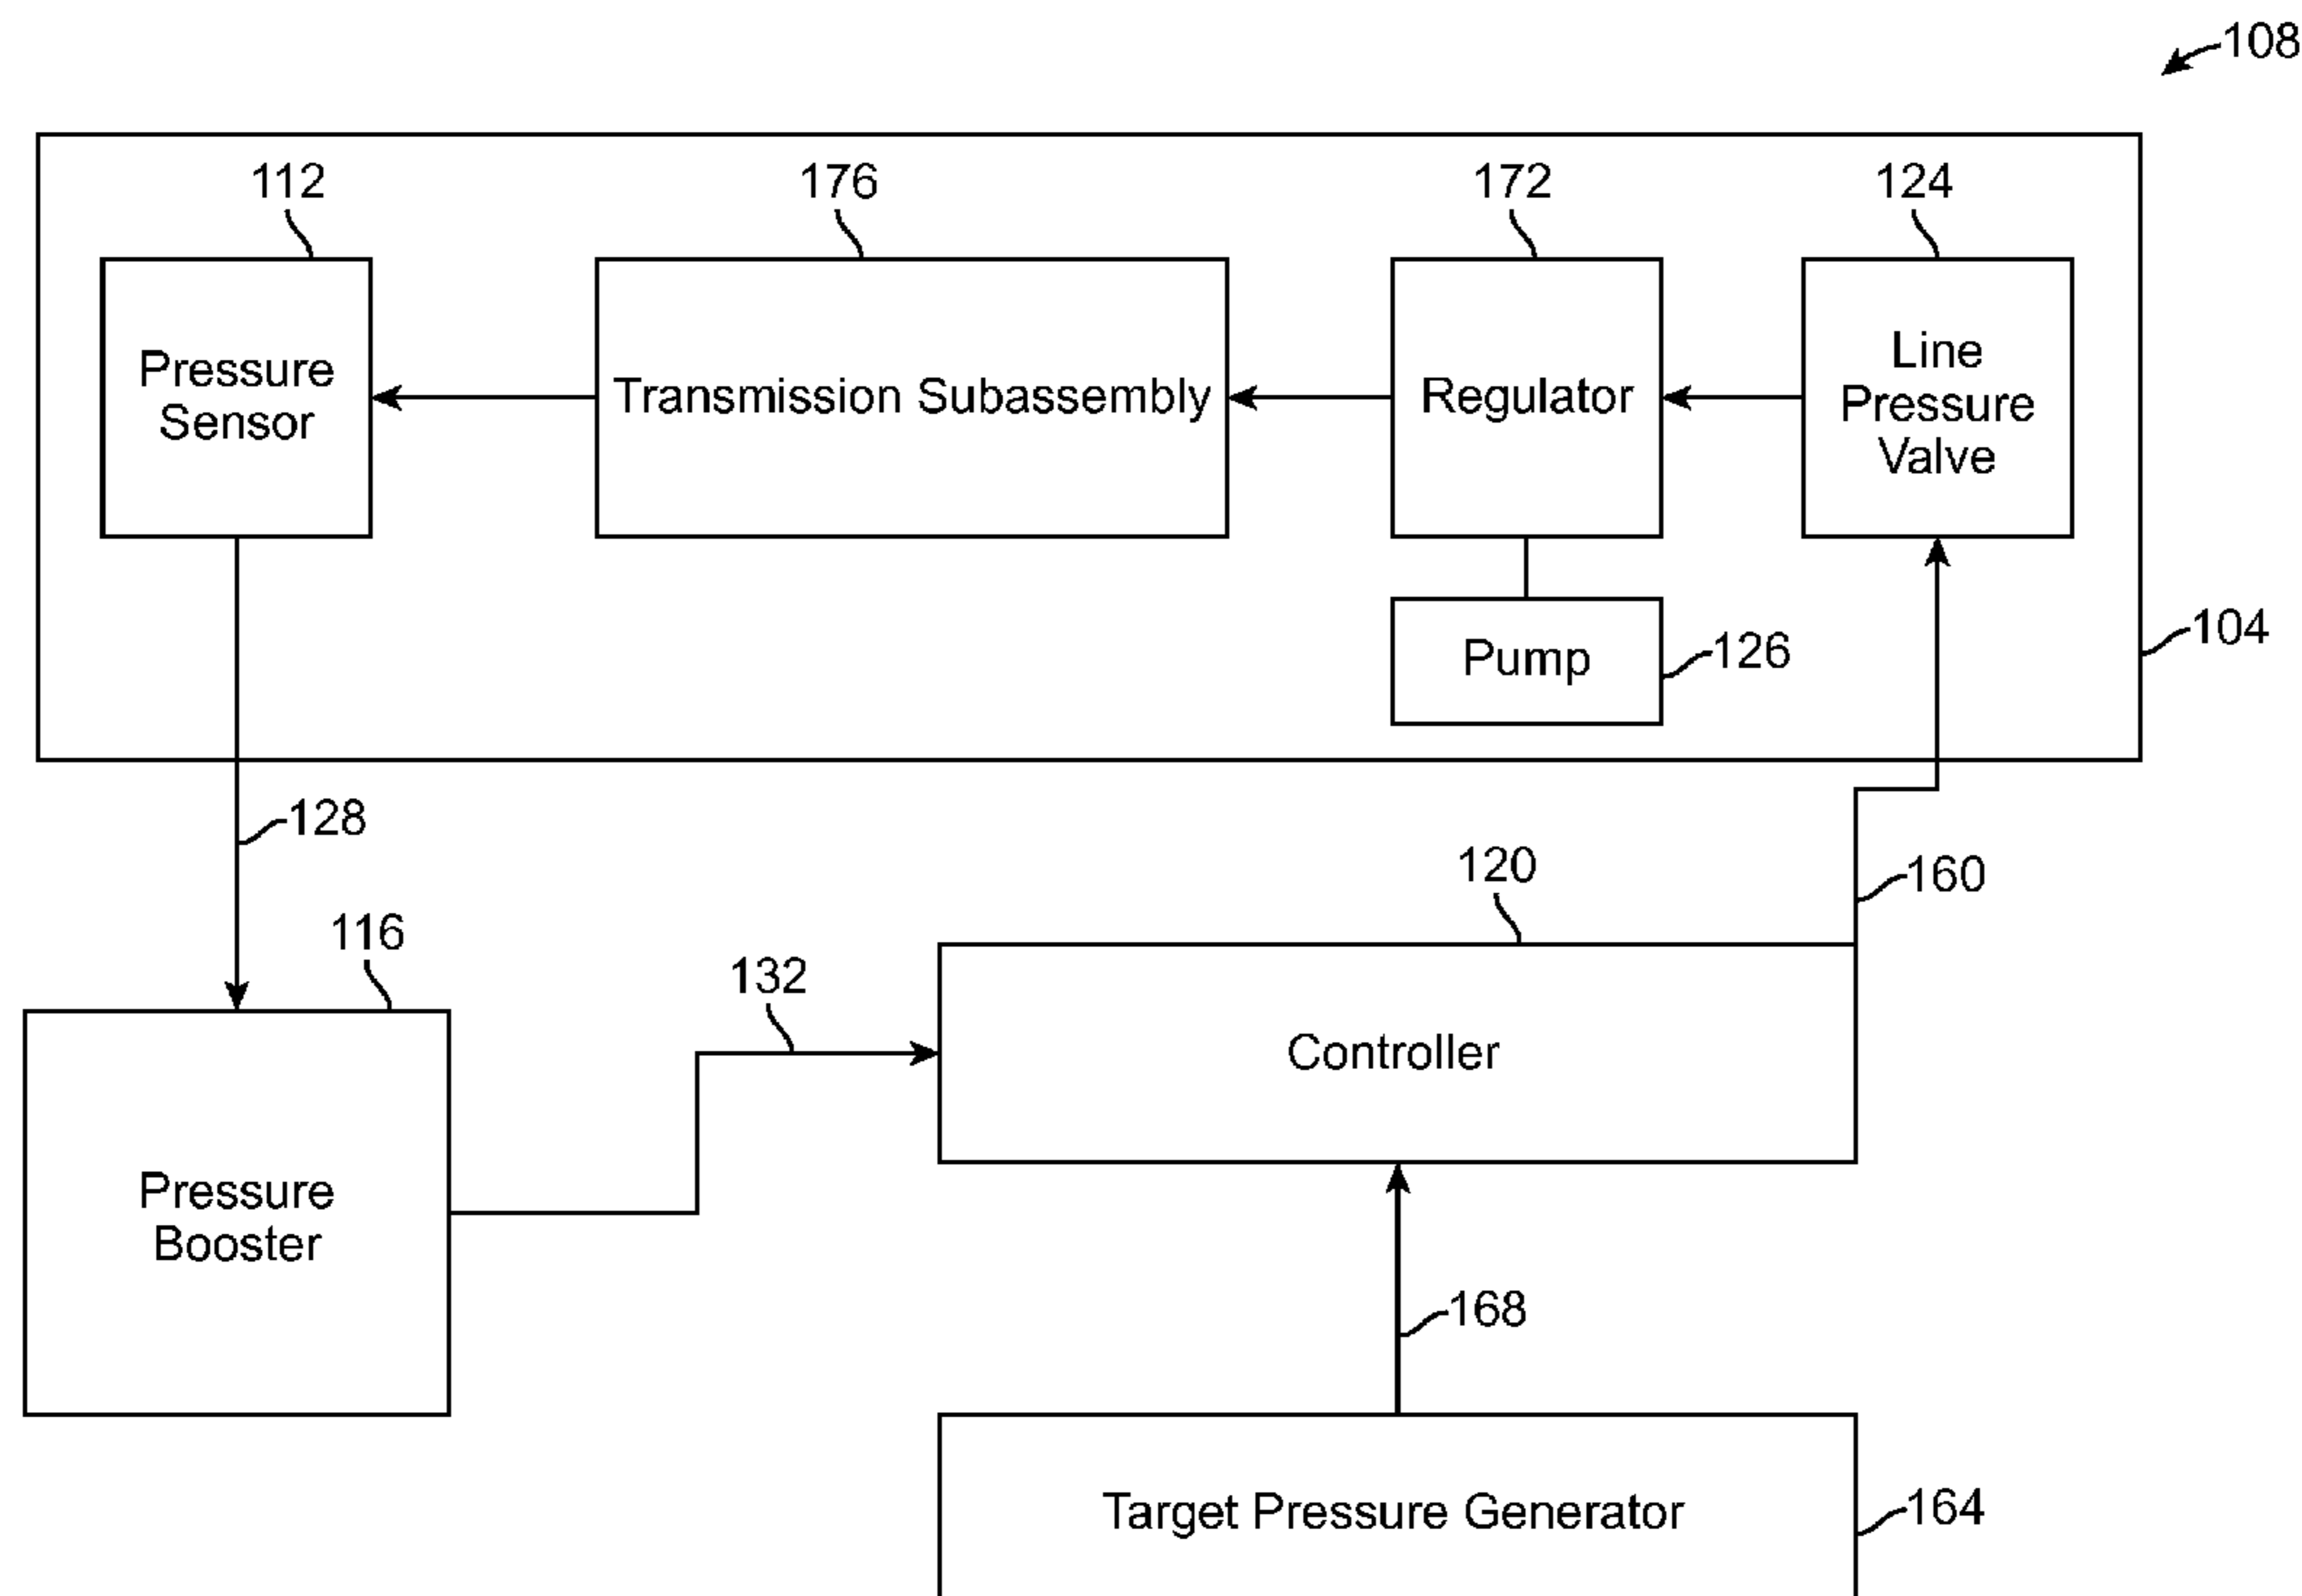 108
112
176
172
124
Pressure
Sensor
Transmission Subassembly
Regulator
Line
Pressure
Valve
Pump
126
104
128
116
120
160
132
Controller
Pressure
Booster
168
Target Pressure Generator
164